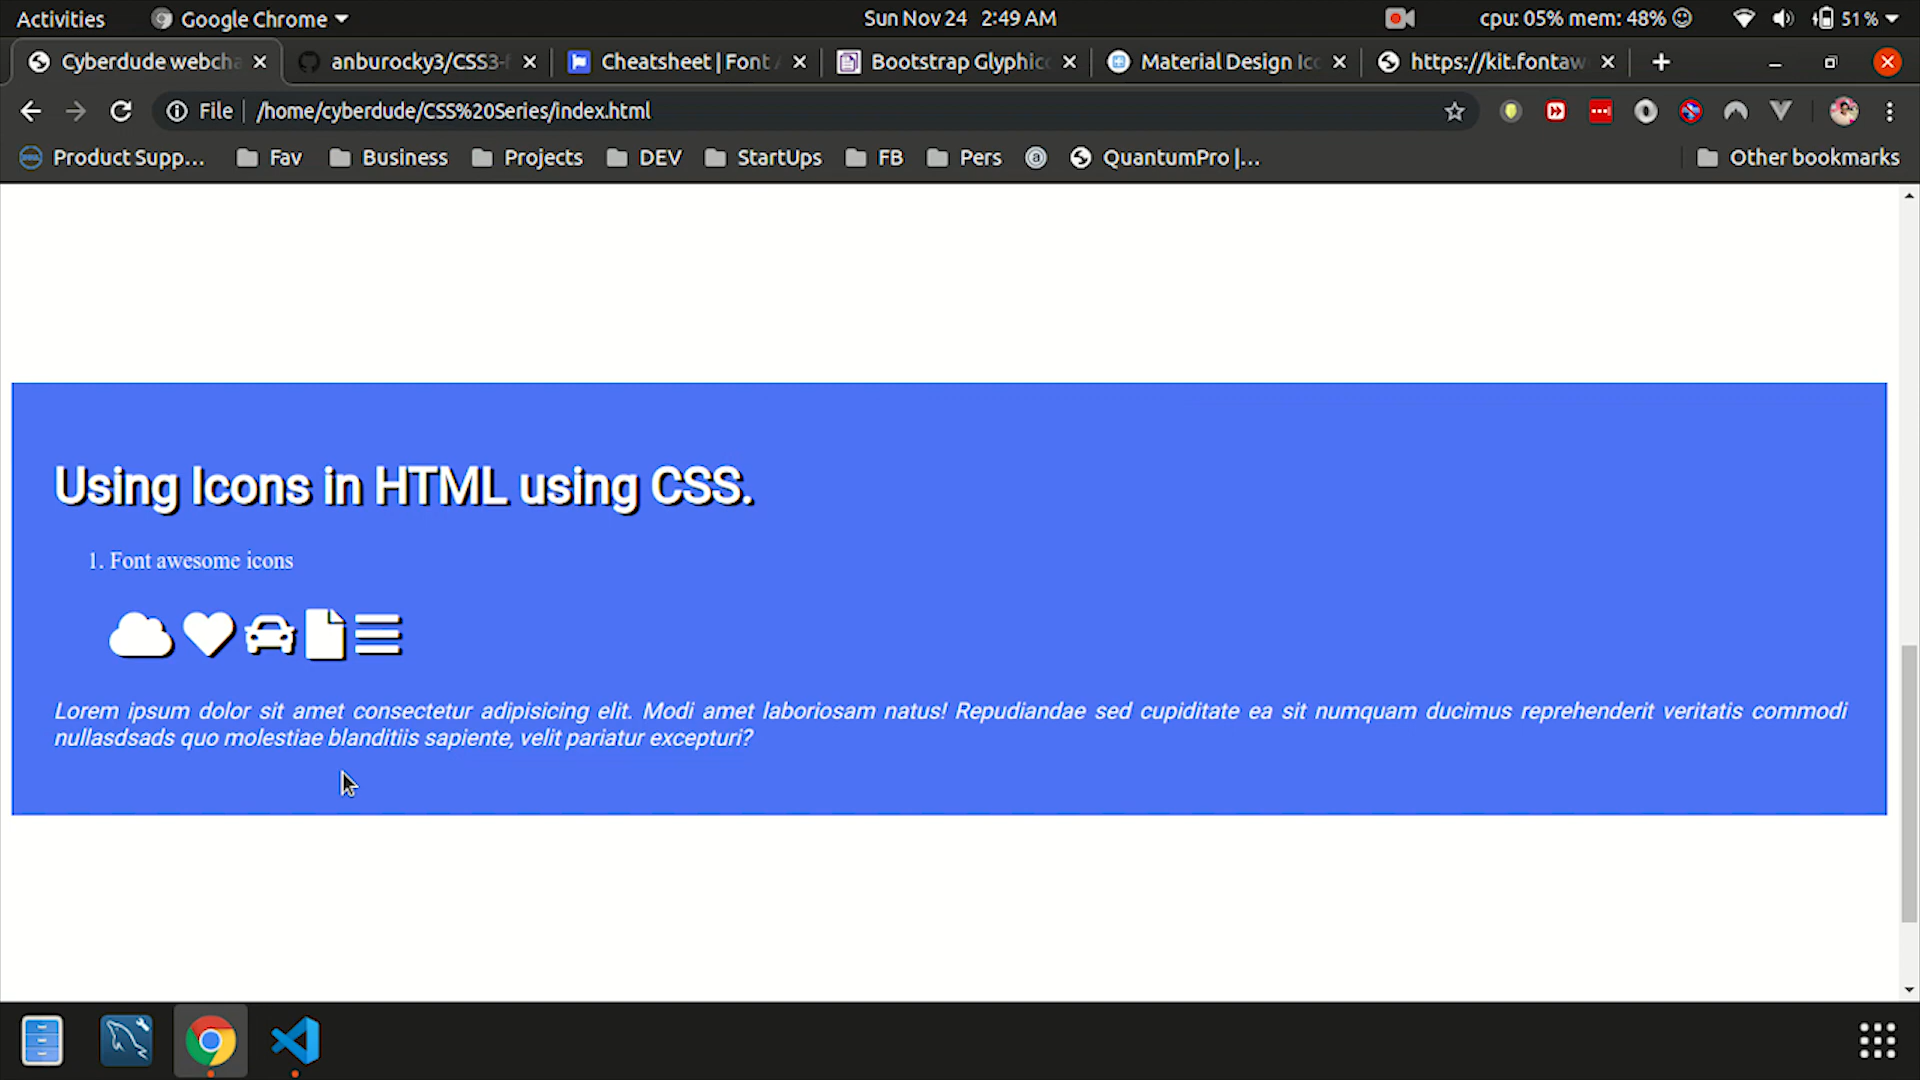 Activities Google Chrome Sun Nov 24 2:49 AM cpu: 05% mem: 48% 51 %
Cyberdude webcha anburocky3/CSS3-f Cheatsheet | Font A Bootstrap Glyphic Material Design Ico https://kit.fontaw
File /home/cyberdude/CSS%20Series/index.html
Product Supp... Fav Business Projects DEV StartUps FB Pers QuantumPro |... Other bookmarks
Using Icons in HTML using CSS.
1. Font awesome icons
Lorem ipsum dolor sit amet consectetur adipisicing elit. Modi amet laboriosam natus! Repudiandae sed cupiditate ea sit numquam ducimus reprehenderit veritatis commodi
nullasdsads quo molestiae blanditiis sapiente, velit pariatur excepturi?